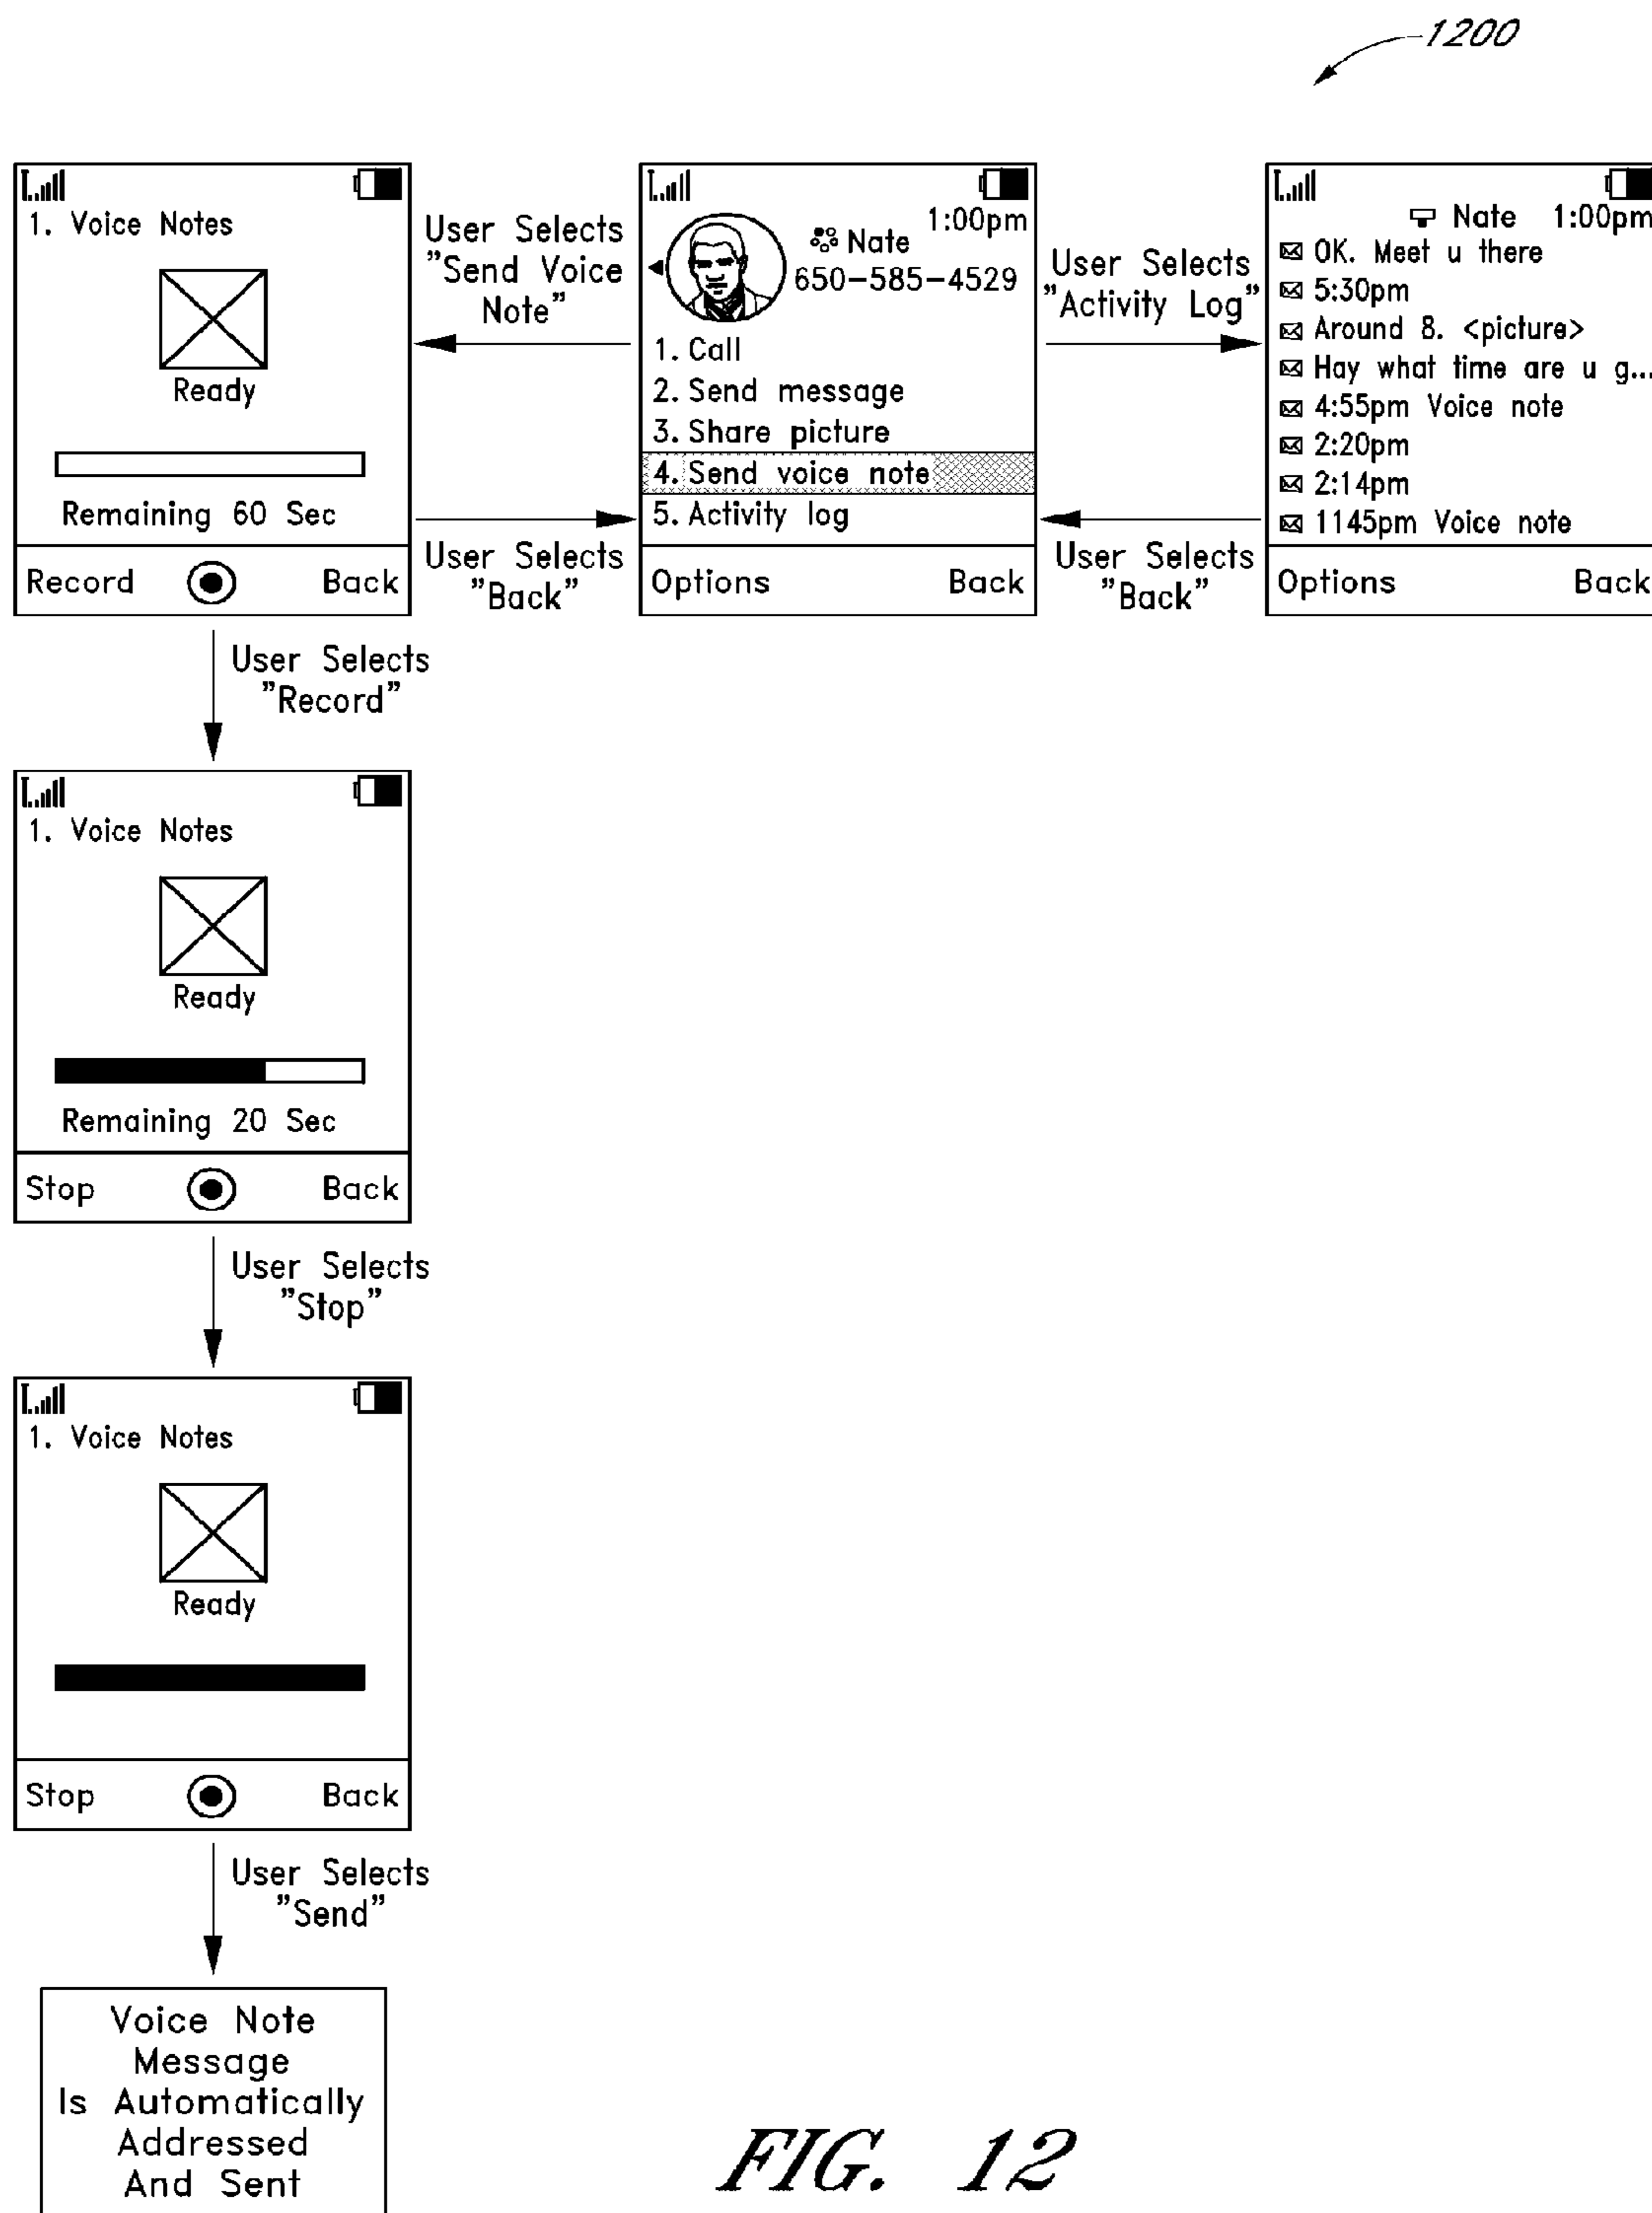 1200
1. Voice Notes
Ready
Remaining 60 Sec
Record Back
User Selects
"Send Voice
Note"
User Selects
"Back"
1:00pm
Nate
650-585-4529
1. Call
2. Send message
3. Share picture
4. Send voice note
5. Activity log
Options Back
User Selects
"Activity Log"
User Selects
"Back"
Nate 1:00pm
OK. Meet u there
5:30pm
Around 8. <picture>
Hay what time are u g...
4:55pm Voice note
2:20pm
2:14pm
1145pm Voice note
Options Back
User Selects
"Record"
1. Voice Notes
Ready
Remaining 20 Sec
Stop Back
User Selects
"Stop"
1. Voice Notes
Ready
Stop Back
User Selects
"Send"
Voice Note
Message
Is Automatically
Addressed
And Sent
FIG. 12